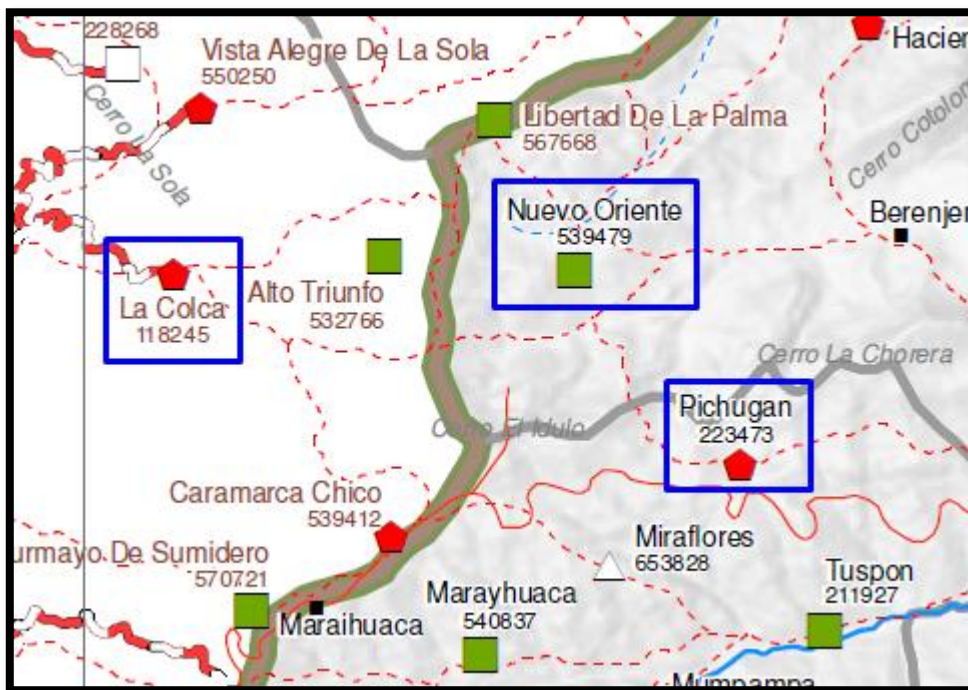 228268
Vista Alegre De La Sola
550250
Hacier
Cerro La Sola
Libertad De La Palma
567668
Cerro Cotolon
Nuevo Oriente
539479
Berenjer
La Colca
118245
Alto Triunfo
532766
Cerro La Chorera
Pichugan
223473
Cerro El Idulo
Caramarca Chico
539412
Miraflores
653828
urmayo De Sumidero
570721
Tuspon
211927
Marayhuaca
540837
Maraihuaca
Mumpampa